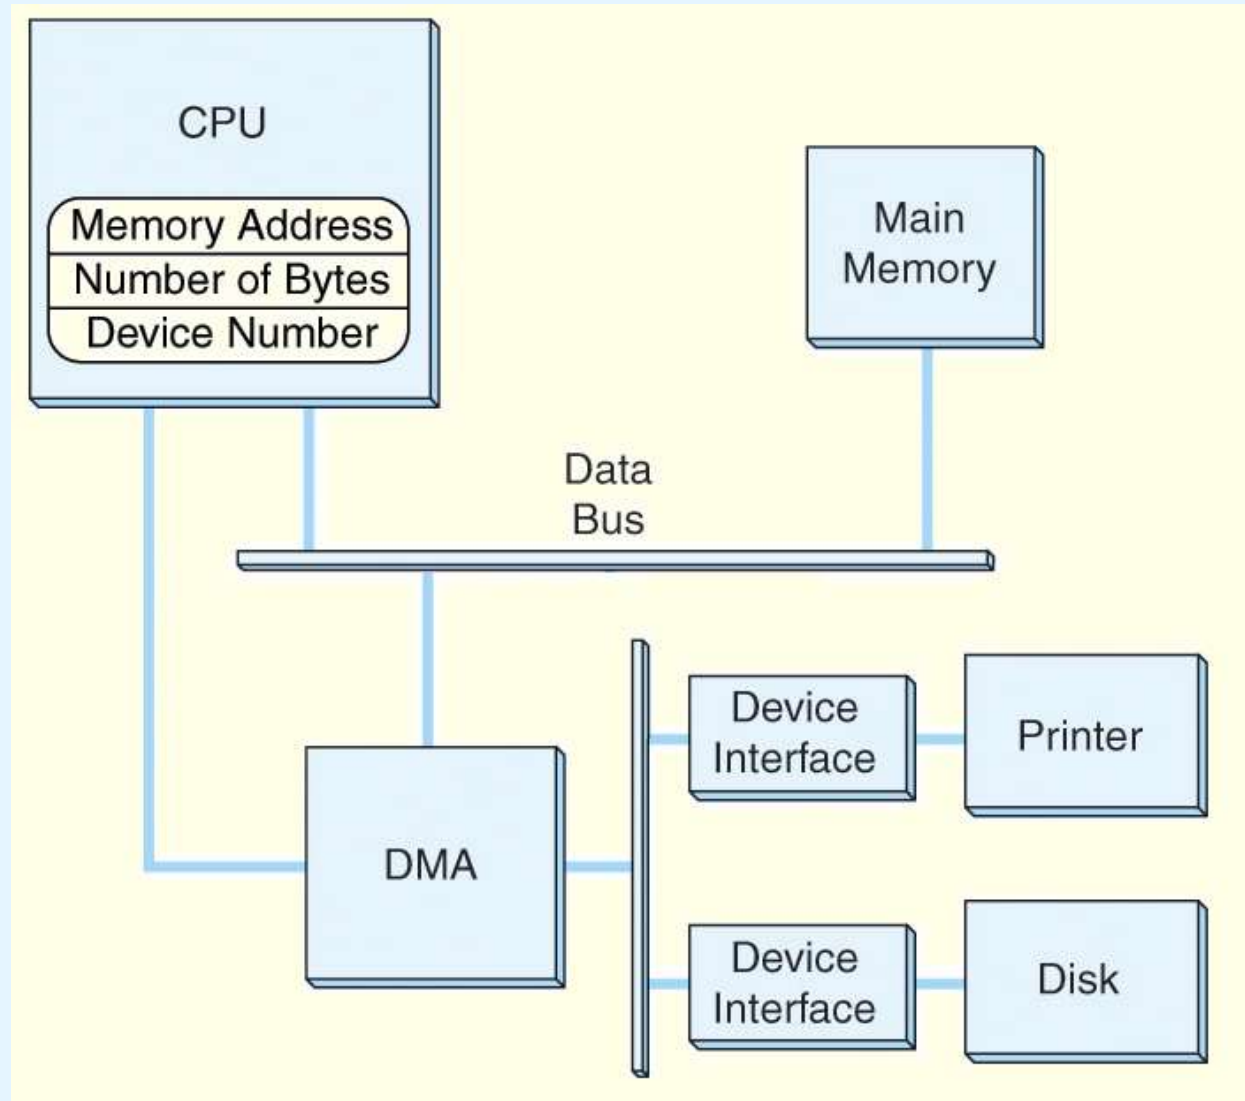 CPU
Memory Address
Number of Bytes
Device Number
Main
Memory
Data
Bus
Device
Interface
Printer
DMA
Device
Interface
Disk